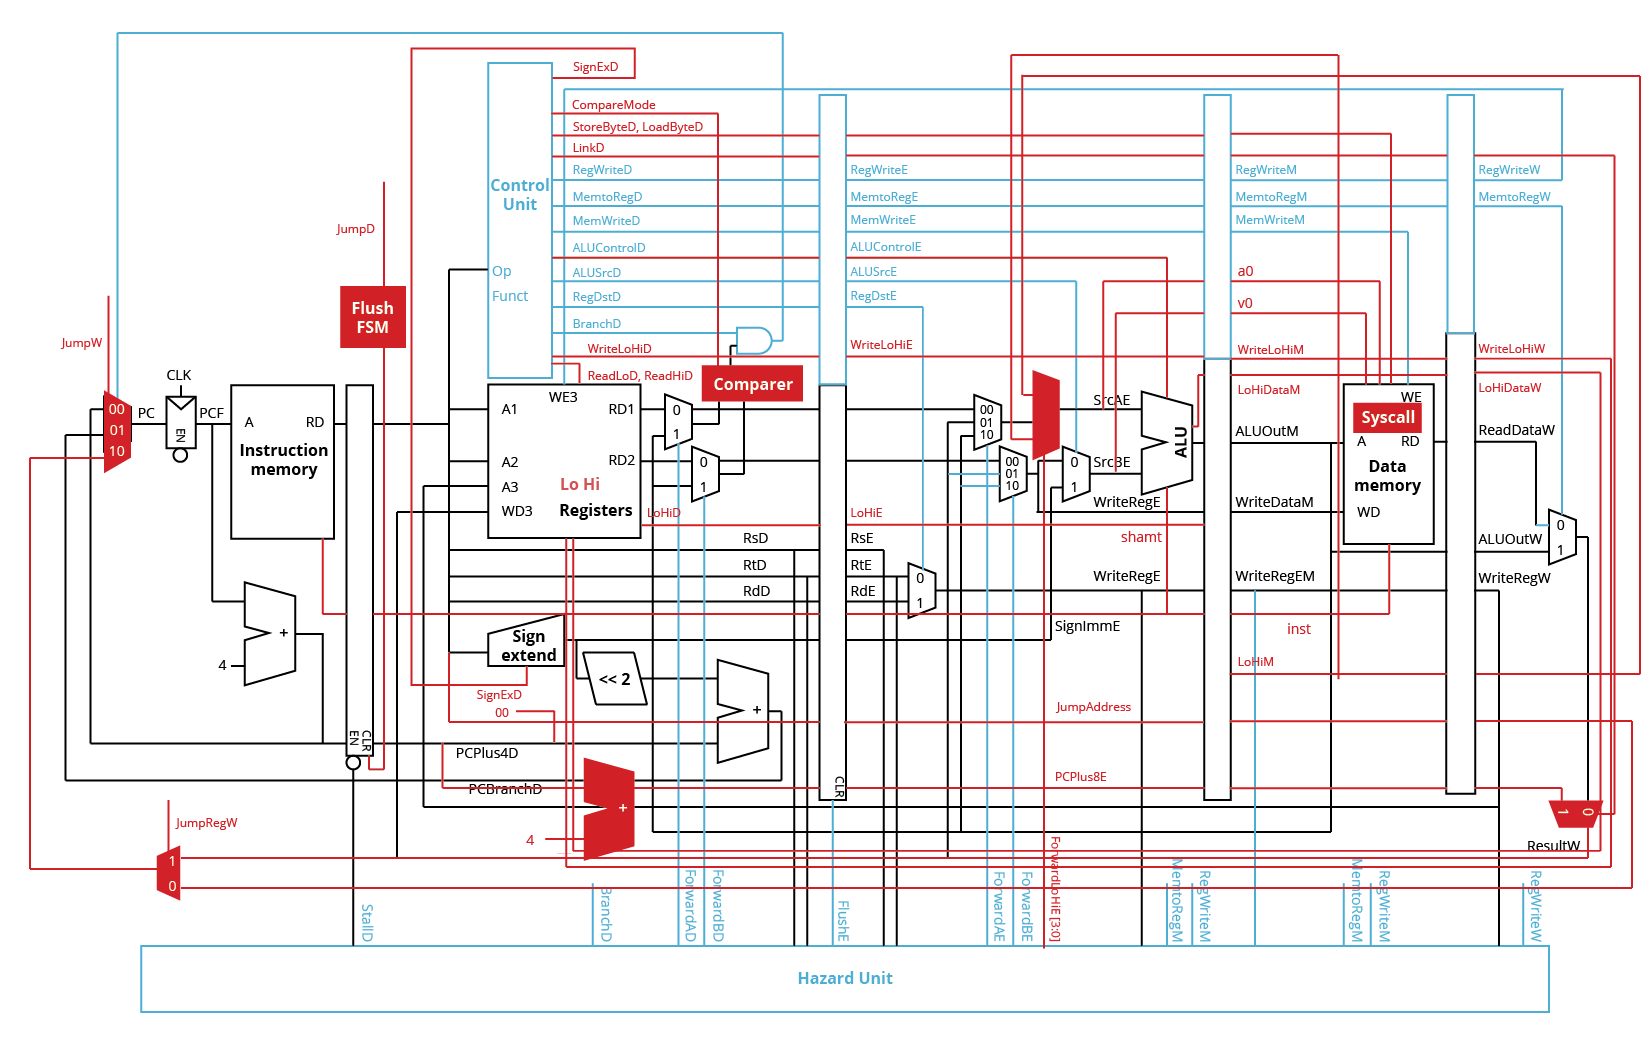 SignExD
CompareMode
StoreByteD, LoadByteD
LinkD
RegWriteD
RegWriteE
RegWriteM
RegWriteW
Control
Unit
MemtoRegD
MemtoRegE
MemtoRegM
MemtoRegW
MemWriteD
MemWriteE
MemWriteM
JumpD
ALUControlD
ALUControlE
Op
ALUSrcD
ALUSrcE
a0
Funct
RegDstD
RegDstE
v0
Flush
FSM
BranchD
JumpW
WriteLoHiD
WriteLoHiE
WriteLoHiM
WriteLoHiW
CLK
ReadLoD, ReadHiD
Comparer
LoHiDataM
LoHiDataW
00
01
10
PC
EN
PCF
A
RD
Instruction
memory
WE3
A1
RD1
A2
RD2
A3
WD3
Lo Hi
Registers
0
1
0
1
00
01
10
00
01
10
SrcAE
SrcBE
0
1
ALU
ALUOutM
WE
Syscall
A
RD
Data
memory
WD
ReadDataW
WriteRegE
WriteDataM
LoHiD
LoHiE
shamt
0
1
ALUOutW
RsD
RsE
RtD
RtE
RdD
RdE
0
1
WriteRegE
WriteRegEM
WriteRegW
SignImmE
inst
+
4
Sign
extend
<< 2
LoHiM
SignExD
00
+
JumpAddress
EN
CLR
PCPlus4D
PCBranchD
PCPlus8E
CLR
+
4
JumpRegW
1
0
1
0
ResultW
StallD
BranchD
ForwardAD
ForwardBD
FlushE
ForwardAE
ForwardBE
ForwardLoHiE [3:0]
MemtoRegM
RegWriteM
MemtoRegM
RegWriteM
RegWriteW
Hazard Unit